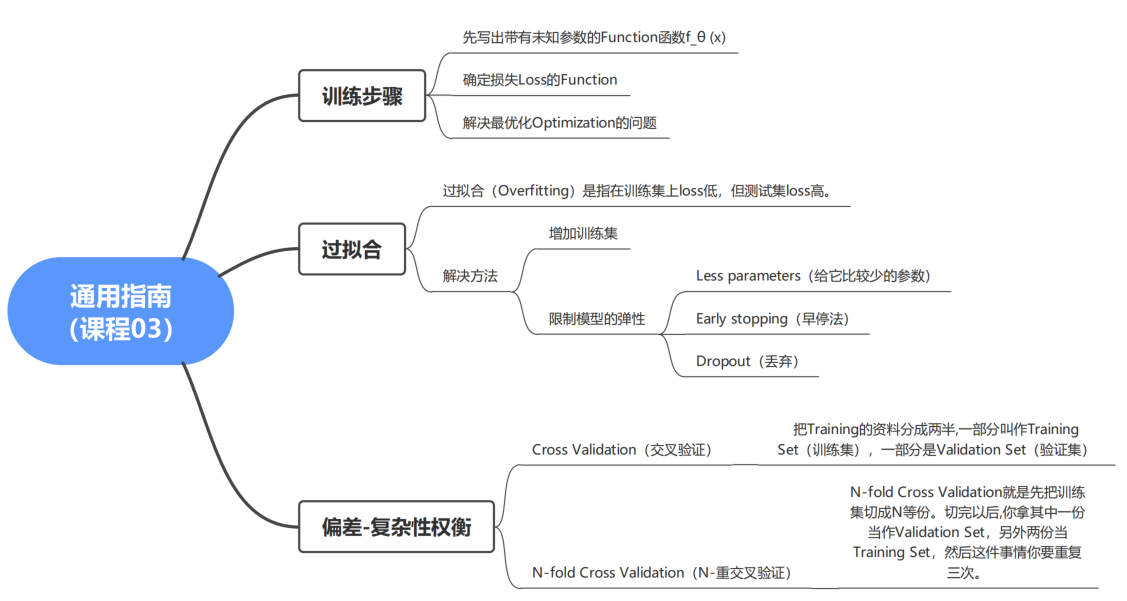 通用指南
(课程03)
训练步骤
先写出带有未知参数的Function函数f_θ (x)
确定损失Loss的Function
解决最优化Optimization的问题
过拟合
过拟合（Overfitting）是指在训练集上loss低，但测试集loss高。
解决方法
增加训练集
限制模型的弹性
Less parameters（给它比较少的参数）
Early stopping（早停法）
Dropout（丢弃）
偏差-复杂性权衡
Cross Validation（交叉验证）
把Training的资料分成两半,一部分叫作Training
Set（训练集），一部分是Validation Set（验证集）
N-fold Cross Validation（N-重交叉验证）
N-fold Cross Validation就是先把训练
集切成N等份。切完以后,你拿其中一份
当作Validation Set，另外两份当
Training Set，然后这件事情你要重复
三次。